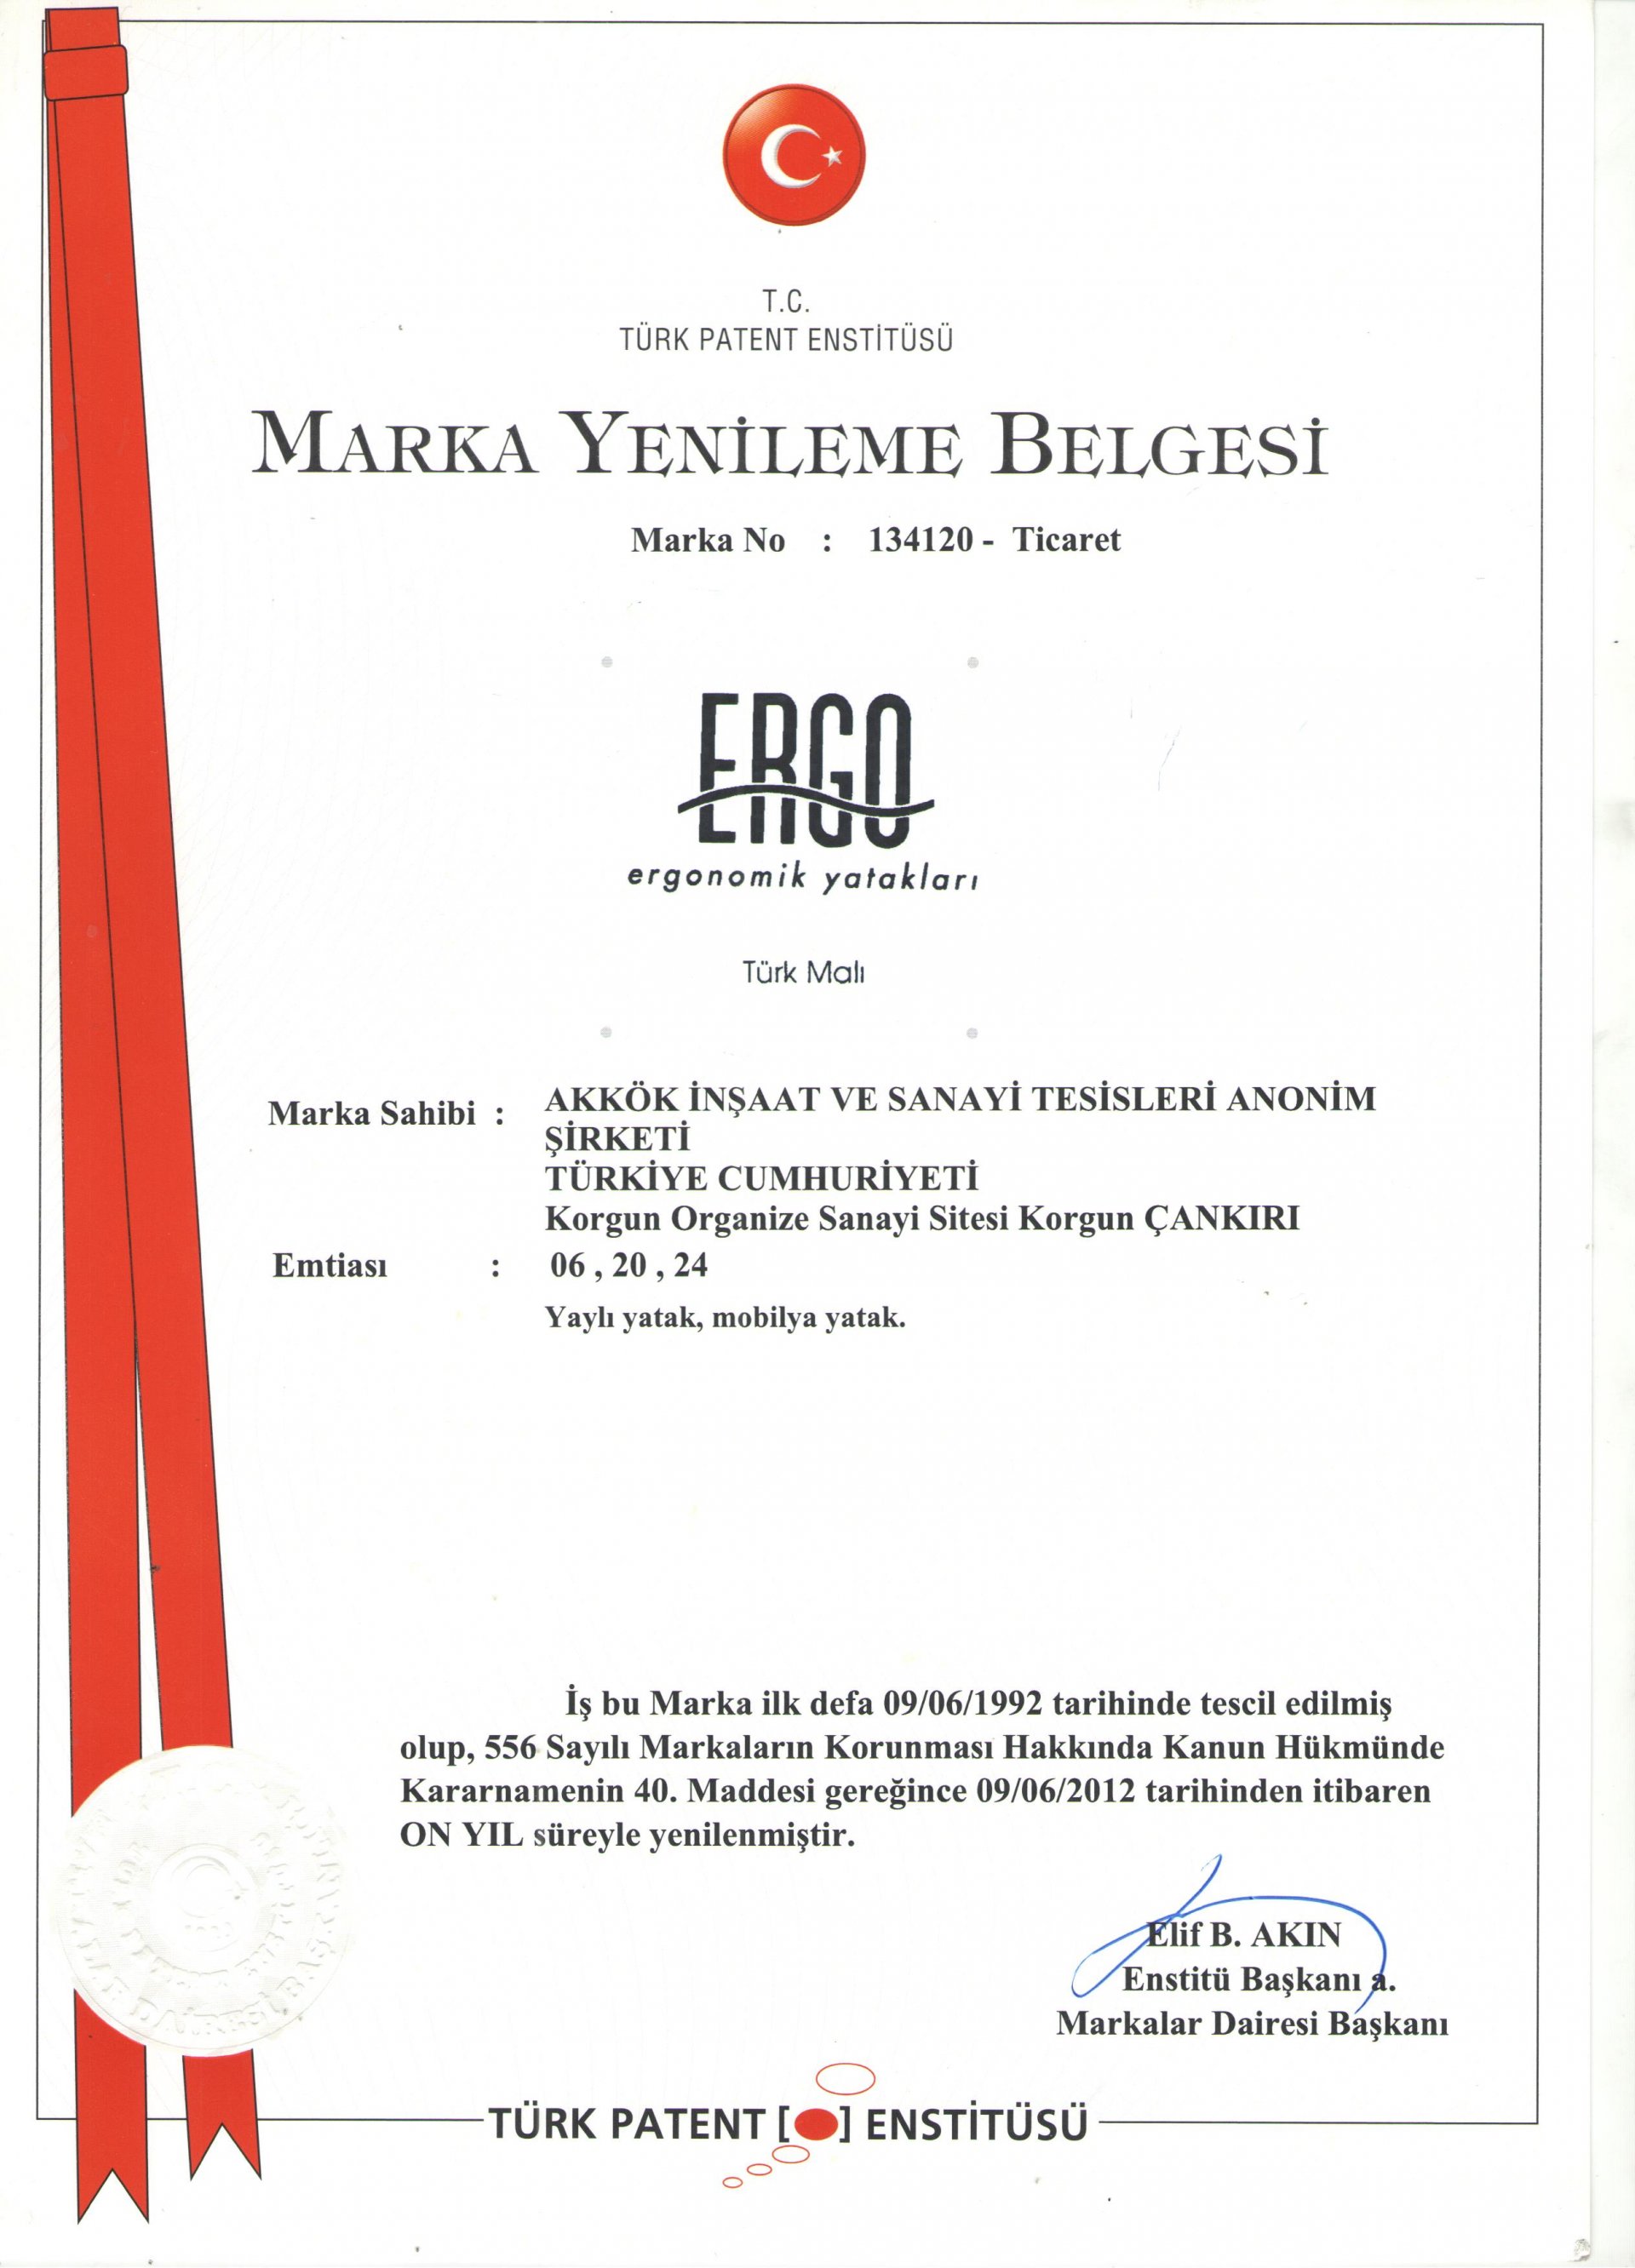 T.C.
TÜRK PATENT ENSTİTÜSÜ
MARKA YENİLEME BELGESİ
Marka No : 134120 - Ticaret
ERGO
ergonomik yatakları
Türk Malı
Marka Sahibi : AKKÖK İNŞAAT VE SANAYİ TESİSLERİ ANONİM
ŞİRKETİ
TÜRKİYE CUMHURİYETİ
Korgun Organize Sanayi Sitesi Korgun ÇANKIRI
Emtiası : 06 , 20 , 24
Yaylı yatak, mobilya yatak.
İş bu Marka ilk defa 09/06/1992 tarihinde tescil edilmiş
olup, 556 Sayılı Markaların Korunması Hakkında Kanun Hükmünde
Kararnamenin 40. Maddesi gereğince 09/06/2012 tarihinden itibaren
ON YIL süreyle yenilenmiştir.
Elif B. AKIN
Enstitü Başkanı a.
Markalar Dairesi Başkanı
TÜRK PATENT [ ] ENSTİTÜSÜ